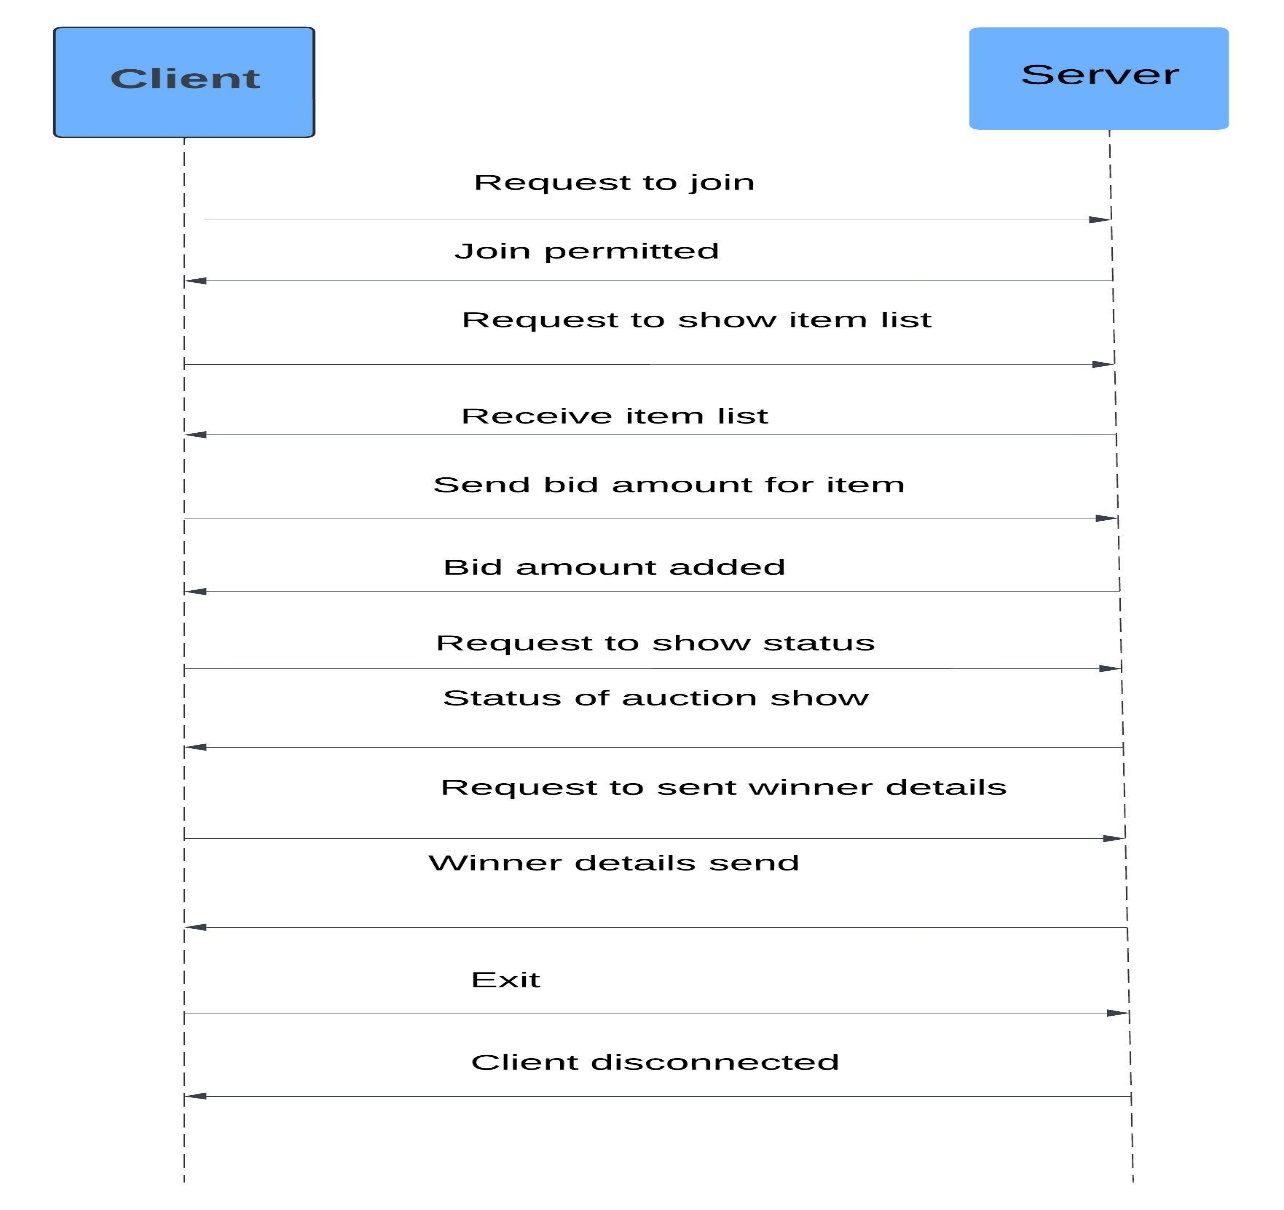 Client
Server
Request to join
Join permitted
Request to show item list
Receive item list
Send bid amount for item
Bid amount added
Request to show status
Status of auction show
Request to sent winner details
Winner details send
Exit
Client disconnected